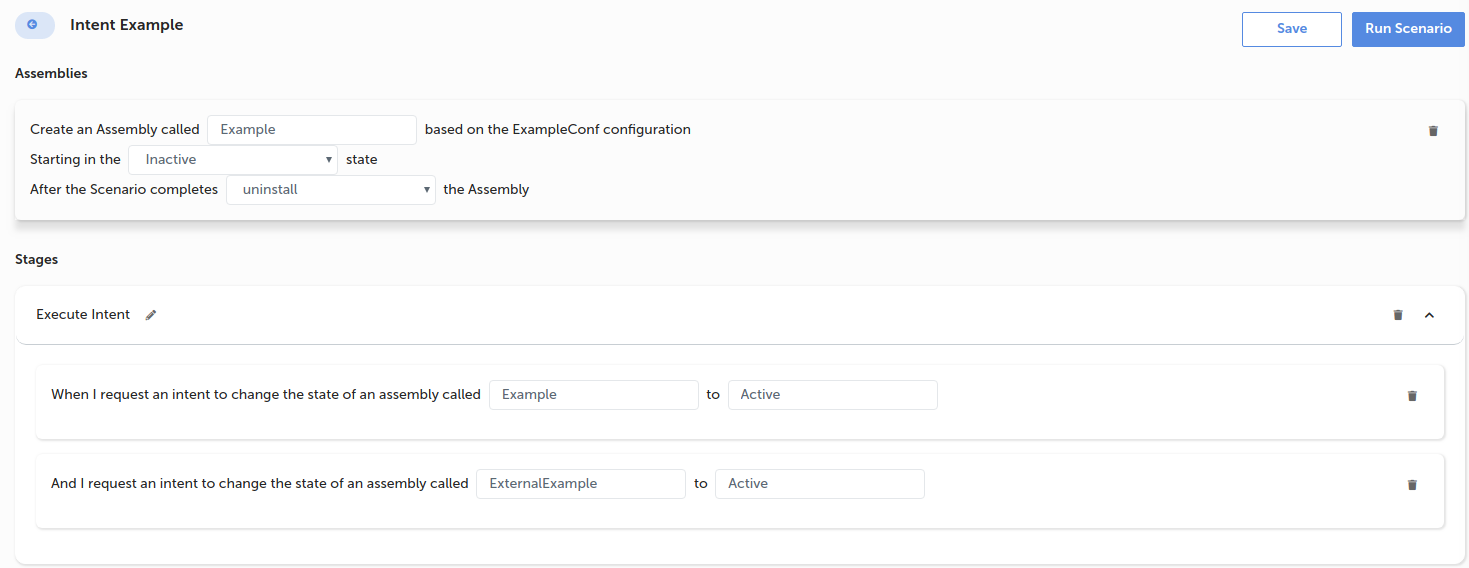 Intent Example
Save
Run Scenario
Assemblies
Create an Assembly called Example based on the ExampleConf configuration
Starting in the Inactive state
After the Scenario completes uninstall the Assembly
Stages
Execute Intent
When I request an intent to change the state of an assembly called Example to Active
And I request an intent to change the state of an assembly called ExternalExample to Active